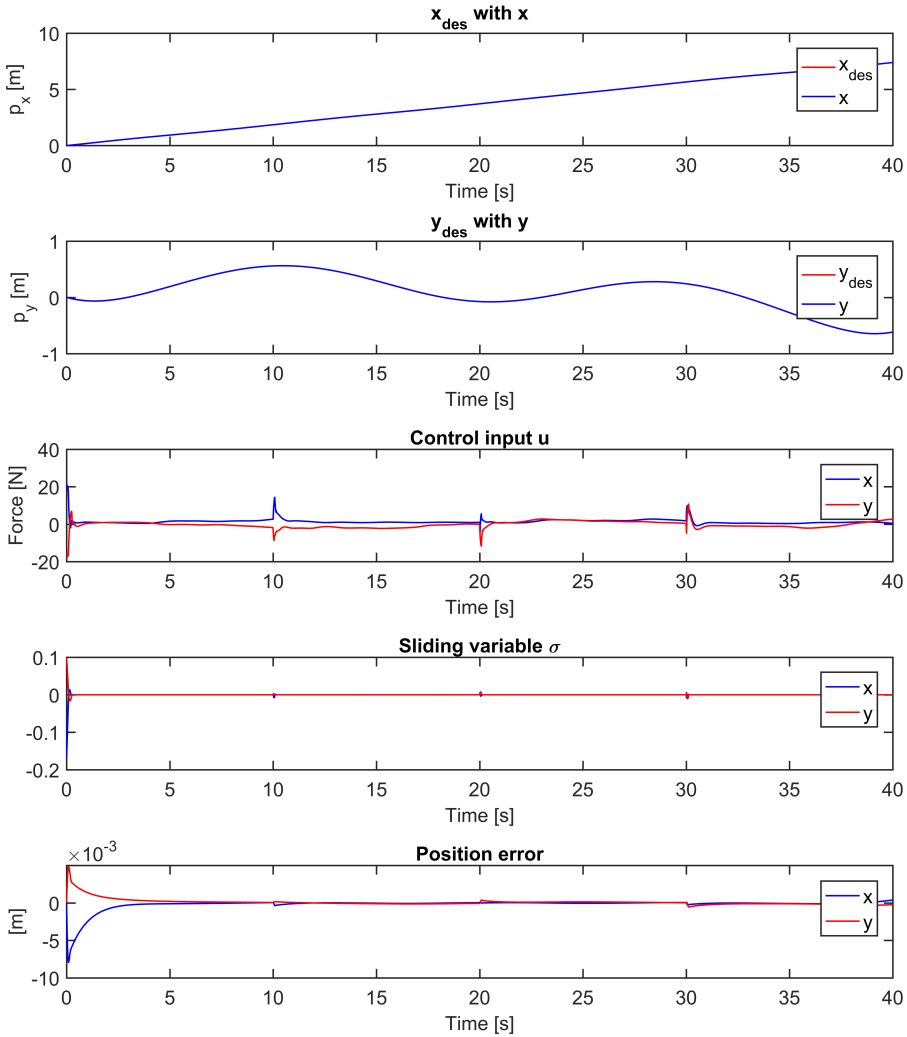 x_des with x
10
5
0
p_x [m]
x_des
x
0 5 10 15 20 25 30 35 40
Time [s]
y_des with y
1
0
-1
p_y [m]
y_des
y
0 5 10 15 20 25 30 35 40
Time [s]
Control input u
40
20
0
-20
Force [N]
x
y
0 5 10 15 20 25 30 35 40
Time [s]
Sliding variable σ
0.1
0
-0.1
-0.2
x
y
0 5 10 15 20 25 30 35 40
Time [s]
Position error
×10^-3
0
-5
-10
[m]
x
y
0 5 10 15 20 25 30 35 40
Time [s]